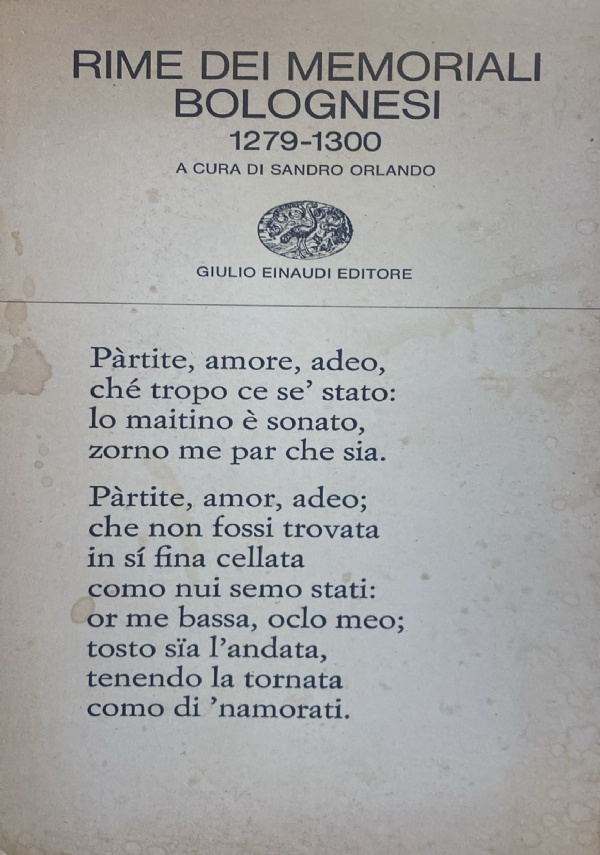 RIME DEI MEMORIALI
BOLOGNESI
1279-1300
A CURA DI SANDRO ORLANDO
GIULIO EINAUDI EDITORE
Pàrtite, amore, adeo,
ché tropo ce se’ stato:
lo maitino è sonato,
zorno me par che sia.
Pàrtite, amor, adeo;
che non fossi trovata
in sí fina cellata
como nui semo stati:
or me bassa, oclo meo;
tosto sïa l’andata,
tenendo la tornata
como di ’namorati.